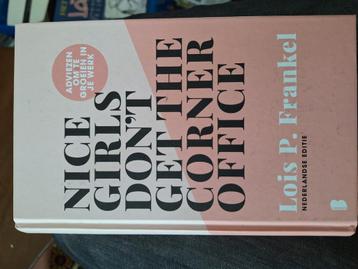 ADVIEZEN
OM TE
GROEIEN IN
JE WERK
NICE
GIRLS
DON'T
GET THE
CORNER
OFFICE
Lois P. Frankel
NEDERLANDSE EDITIE
B